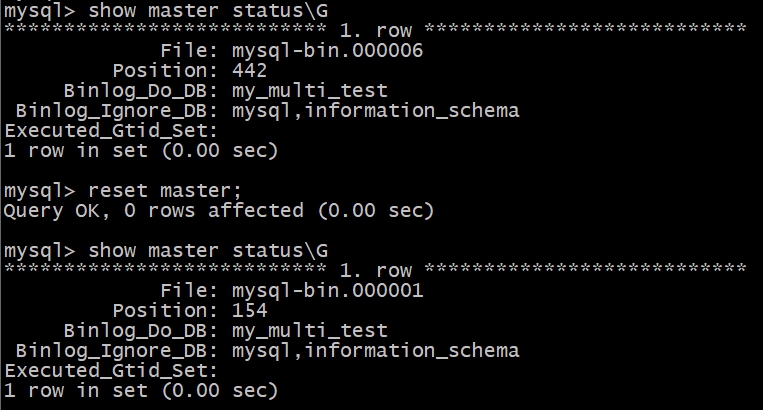 mysql> show master status\G
*************************** 1. row ***************************
File: mysql-bin.000006
Position: 442
Binlog_Do_DB: my_multi_test
Binlog_Ignore_DB: mysql,information_schema
Executed_Gtid_Set:
1 row in set (0.00 sec)
mysql> reset master;
Query OK, 0 rows affected (0.00 sec)
mysql> show master status\G
*************************** 1. row ***************************
File: mysql-bin.000001
Position: 154
Binlog_Do_DB: my_multi_test
Binlog_Ignore_DB: mysql,information_schema
Executed_Gtid_Set:
1 row in set (0.00 sec)